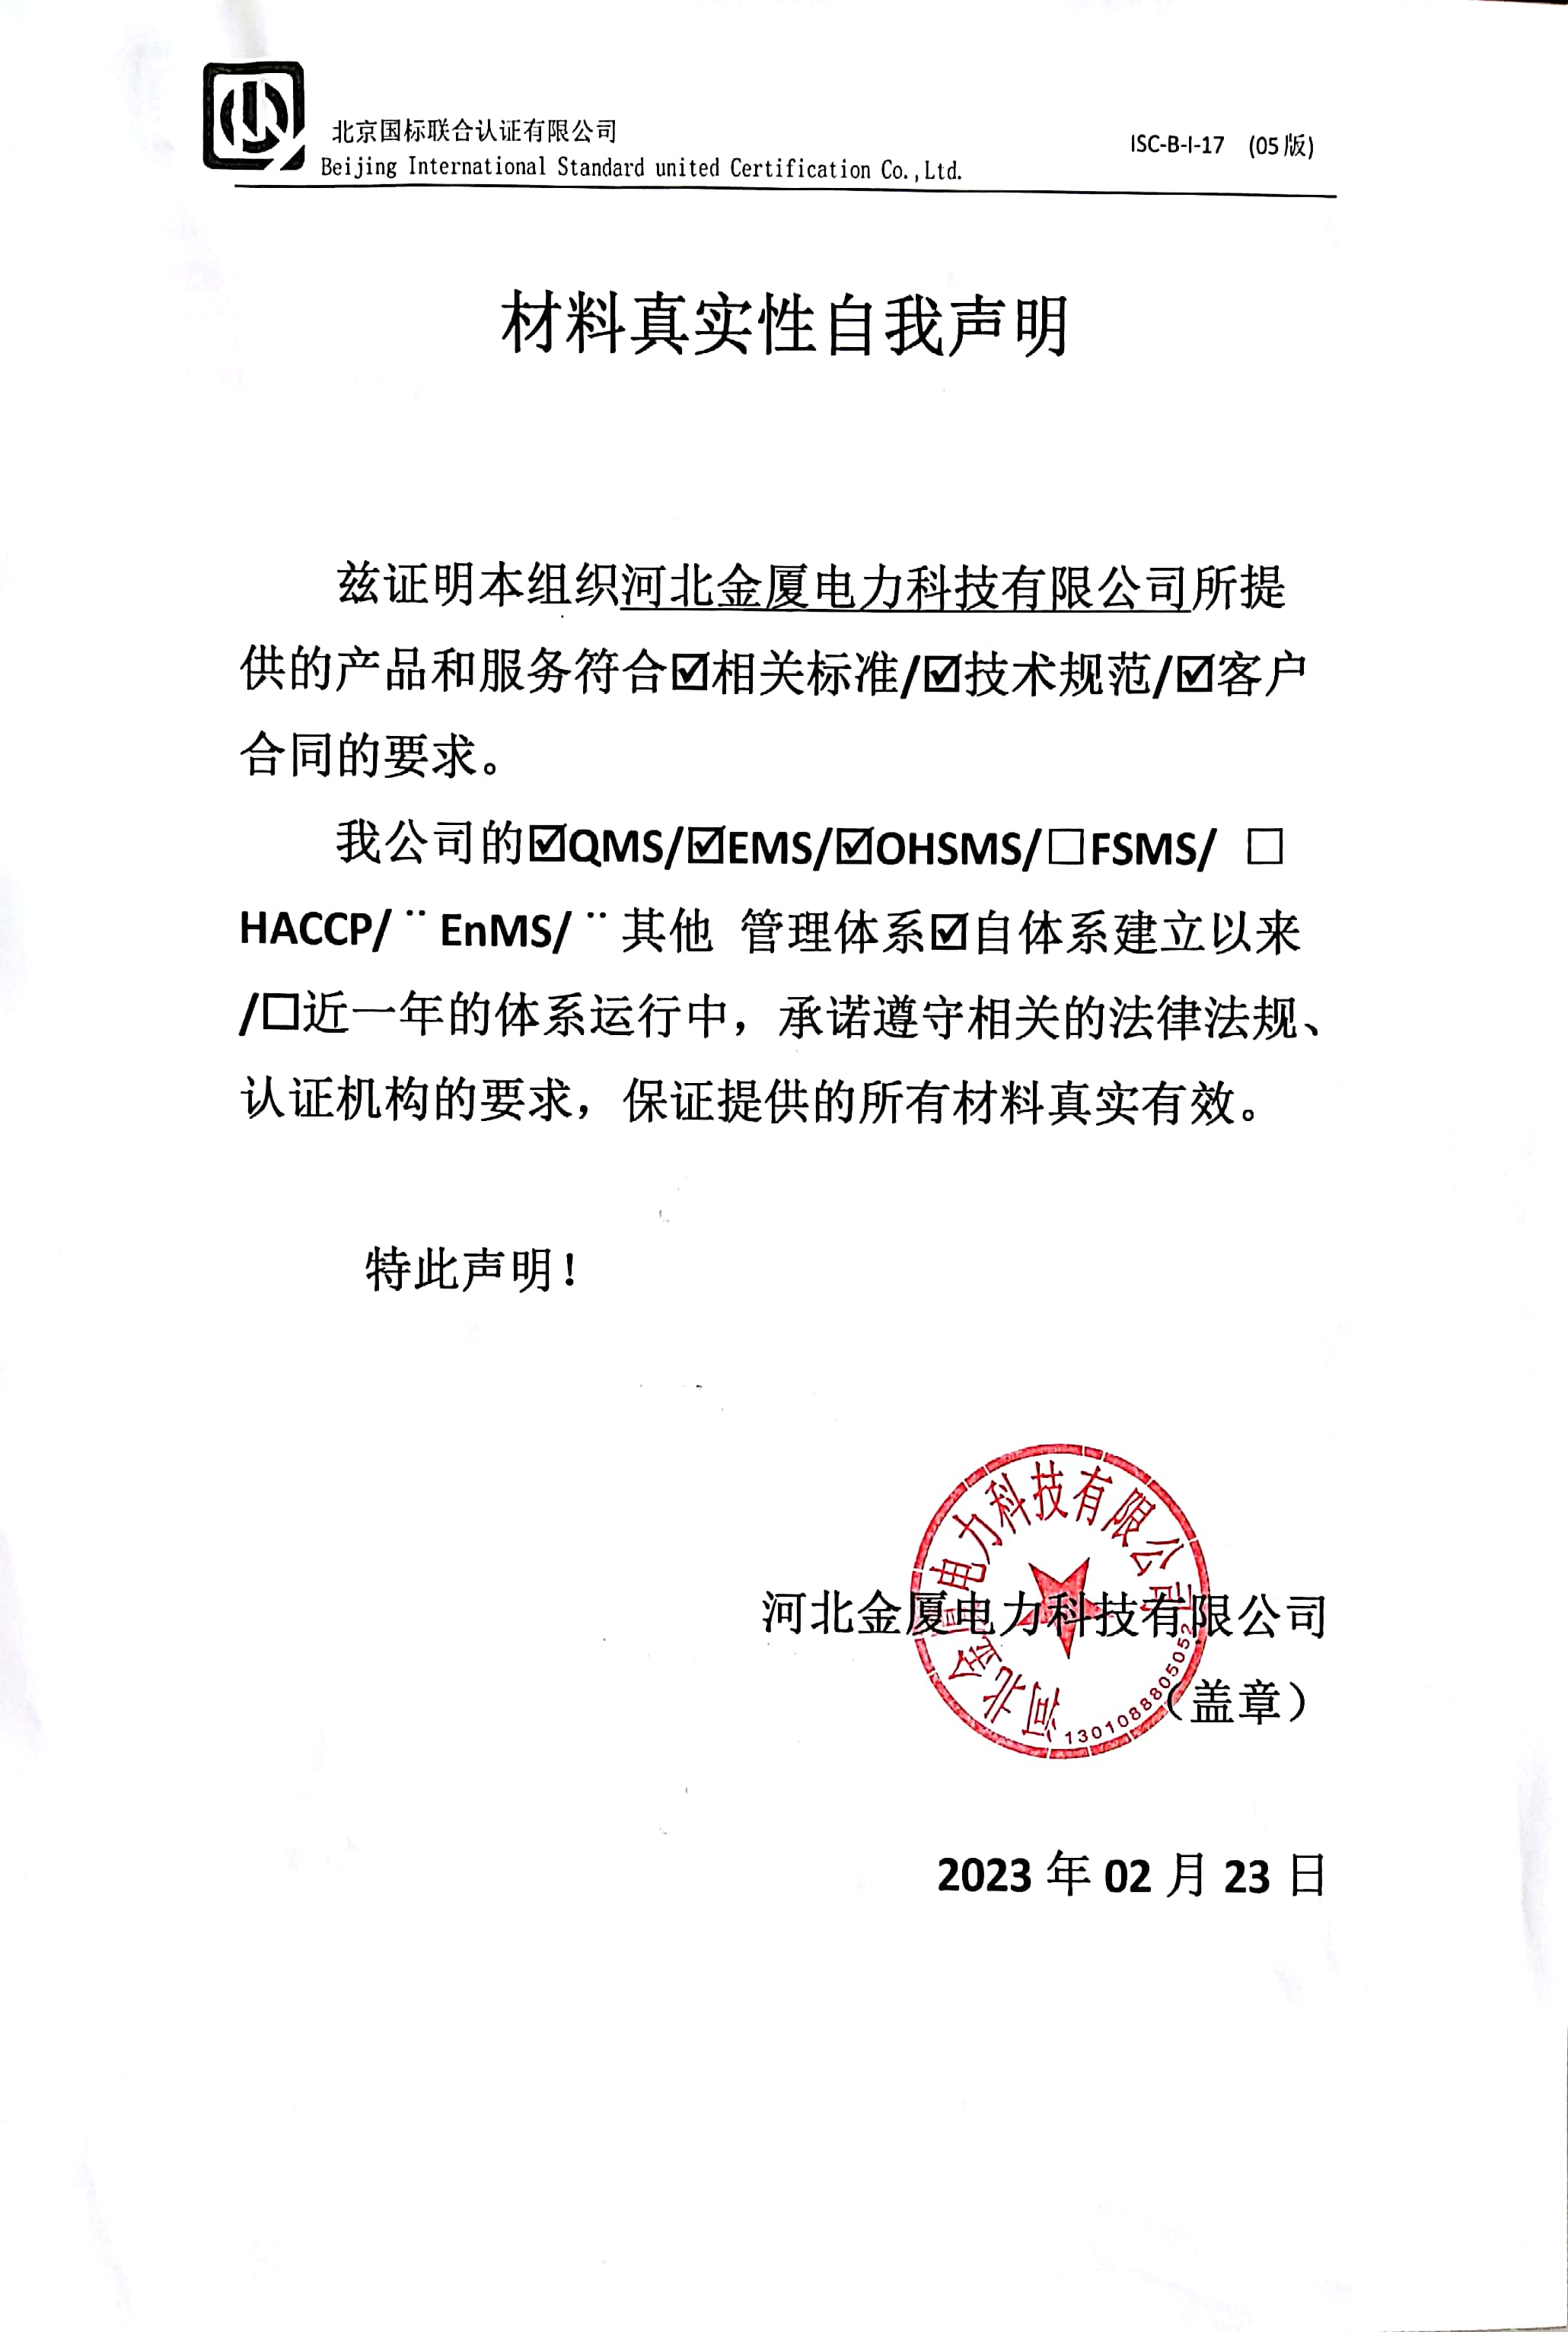 北京国标联合认证有限公司
ISC-B-I-17 (05版)
Beijing International Standard united Certification Co.,Ltd.
材料真实性自我声明
兹证明本组织河北金厦电力科技有限公司所提
供的产品和服务符合☑相关标准/☑技术规范/☑客户
合同的要求。
我公司的☑QMS/☑EMS/☑OHSMS/□FSMS/ □
HACCP/ ¨ EnMS/ ¨ 其他 管理体系☑自体系建立以来
/□近一年的体系运行中，承诺遵守相关的法律法规、
认证机构的要求，保证提供的所有材料真实有效。
特此声明！
河北金厦电力科技有限公司
（盖章）
河北金厦电力科技有限公司
1301088805052
2023 年 02 月 23 日